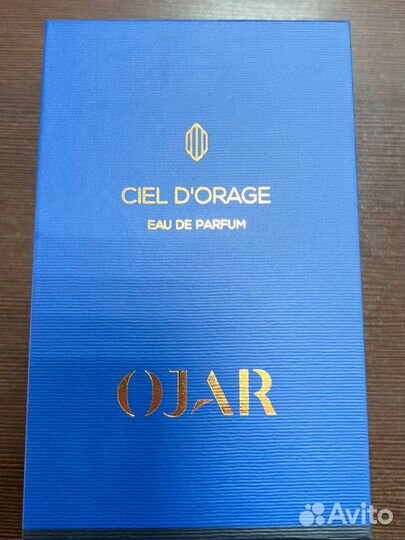 CIEL D'ORAGE
EAU DE PARFUM
OJAR
Avito